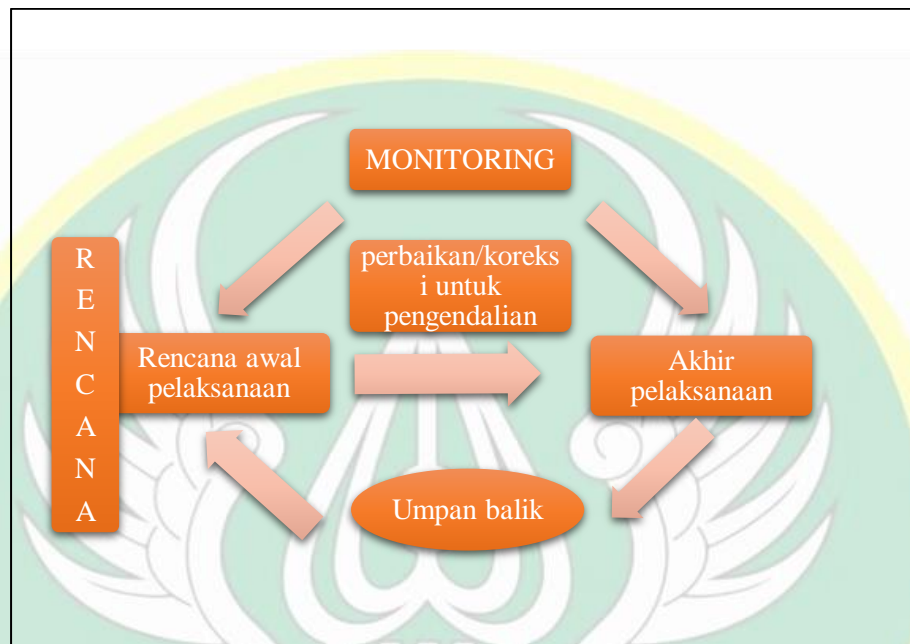 MONITORING
perbaikan/koreks
i untuk
pengendalian
R
E
N
C
A
N
A
Rencana awal
pelaksanaan
Akhir
pelaksanaan
Umpan balik